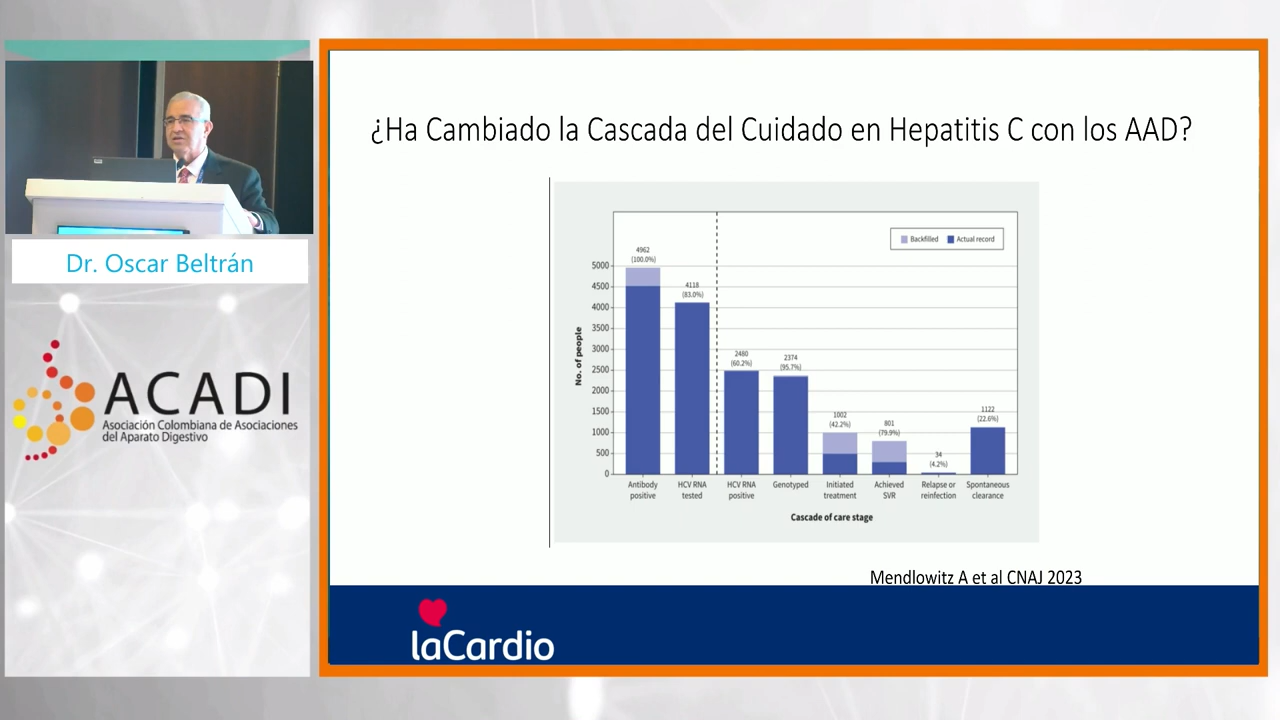 Dr. Oscar Beltrán
ACADI
Asociación Colombiana de Asociaciones
del Aparato Digestivo
¿Ha Cambiado la Cascada del Cuidado en Hepatitis C con los AAD?
Backfilled
Actual record
No. of people
5000
4500
4000
3500
3000
2500
2000
1500
1000
500
0
4962
(100.0%)
4118
(83.0%)
2480
(60.2%)
2374
(95.7%)
1002
(42.2%)
801
(79.9%)
34
(4.2%)
1122
(22.6%)
Antibody
positive
HCV RNA
tested
HCV RNA
positive
Genotyped
Initiated
treatment
Achieved
SVR
Relapse or
reinfection
Spontaneous
clearance
Cascade of care stage
Mendlowitz A et al CNAJ 2023
laCardio